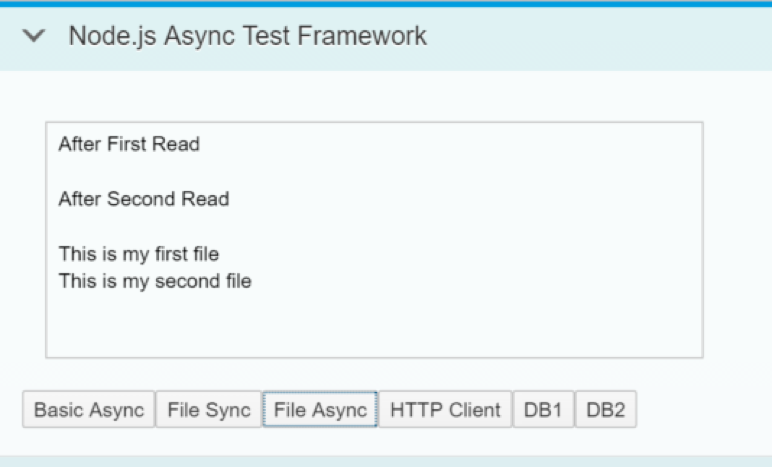 Node.js Async Test Framework
After First Read
After Second Read
This is my first file
This is my second file
Basic Async File Sync File Async HTTP Client DB1 DB2